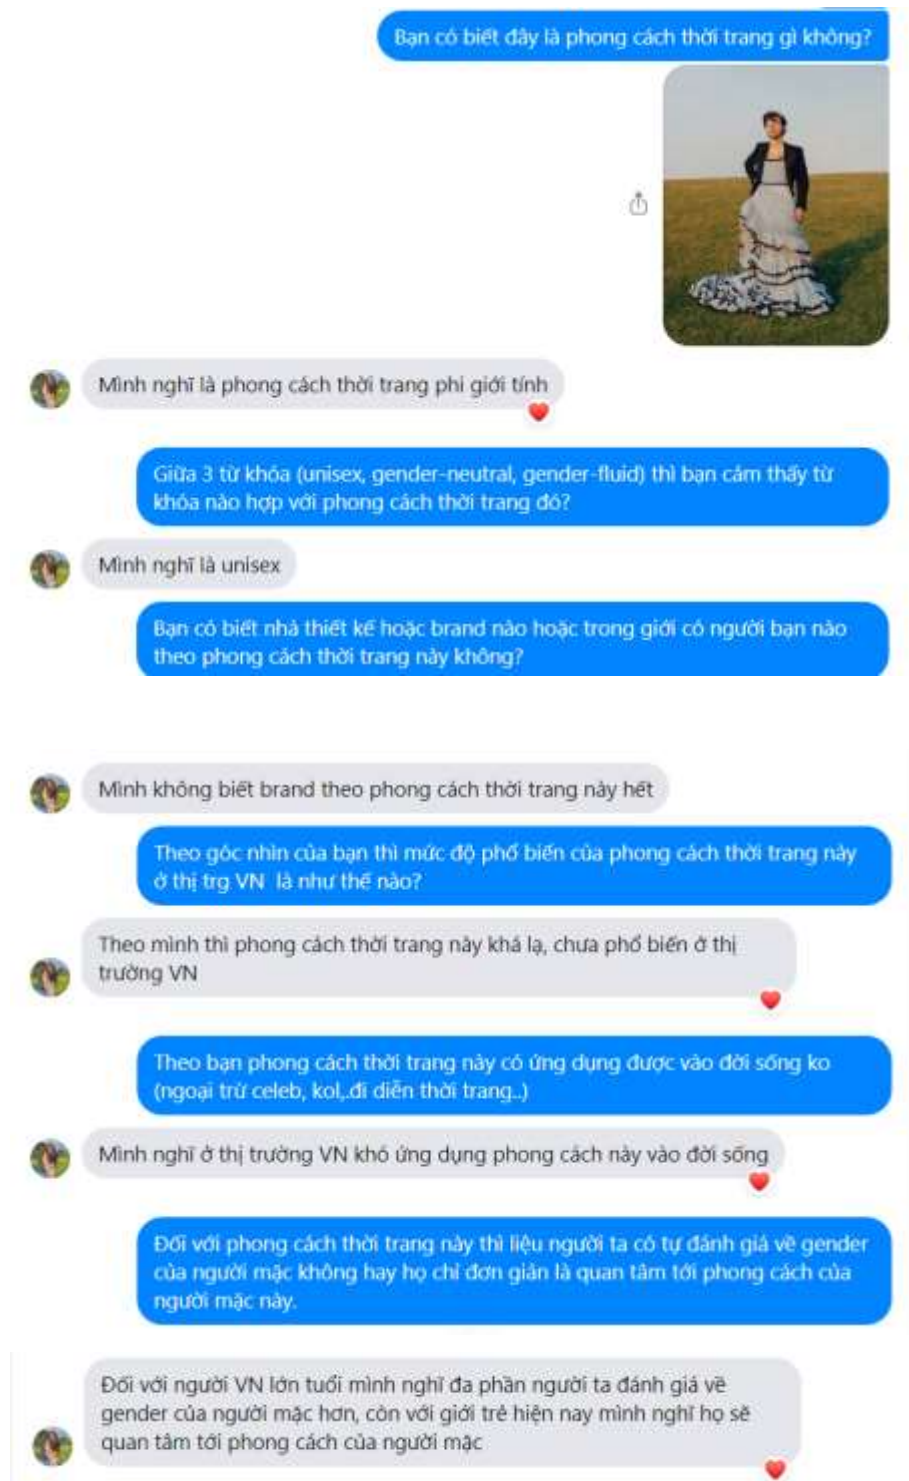 Bạn có biết đây là phong cách thời trang gì không?
Mình nghĩ là phong cách thời trang phi giới tính
Giữa 3 từ khóa (unisex, gender-neutral, gender-fluid) thì bạn cảm thấy từ
khóa nào hợp với phong cách thời trang đó?
Mình nghĩ là unisex
Bạn có biết nhà thiết kế hoặc brand nào hoặc trong giới có người bạn nào
theo phong cách thời trang này không?
Mình không biết brand theo phong cách thời trang này hết
Theo góc nhìn của bạn thì mức độ phổ biến của phong cách thời trang này
ở thị trg VN là như thế nào?
Theo mình thì phong cách thời trang này khá lạ, chưa phổ biến ở thị
trường VN
Theo bạn phong cách thời trang này có ứng dụng được vào đời sống ko
(ngoại trừ celeb, kol,.đi diễn thời trang..)
Mình nghĩ ở thị trường VN khó ứng dụng phong cách này vào đời sống
Đối với phong cách thời trang này thì liệu người ta có tự đánh giá về gender
của người mặc không hay họ chỉ đơn giản là quan tâm tới phong cách của
người mặc này.
Đối với người VN lớn tuổi mình nghĩ đa phần người ta đánh giá về
gender của người mặc hơn, còn với giới trẻ hiện nay mình nghĩ họ sẽ
quan tâm tới phong cách của người mặc